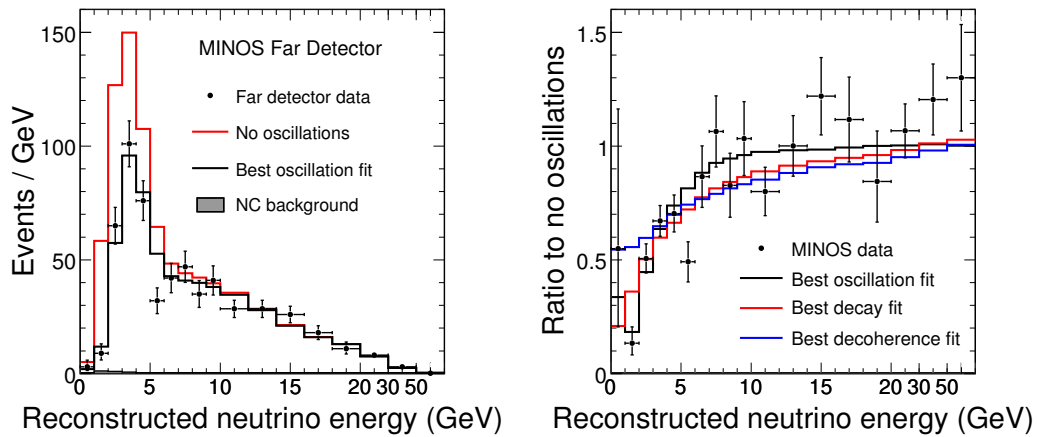 MINOS Far Detector
Far detector data
No oscillations
Best oscillation fit
NC background
Events / GeV
150
100
50
0
0 5 10 15 20 30 50
Reconstructed neutrino energy (GeV)
MINOS data
Best oscillation fit
Best decay fit
Best decoherence fit
Ratio to no oscillations
1.5
1
0.5
0
0 5 10 15 20 30 50
Reconstructed neutrino energy (GeV)